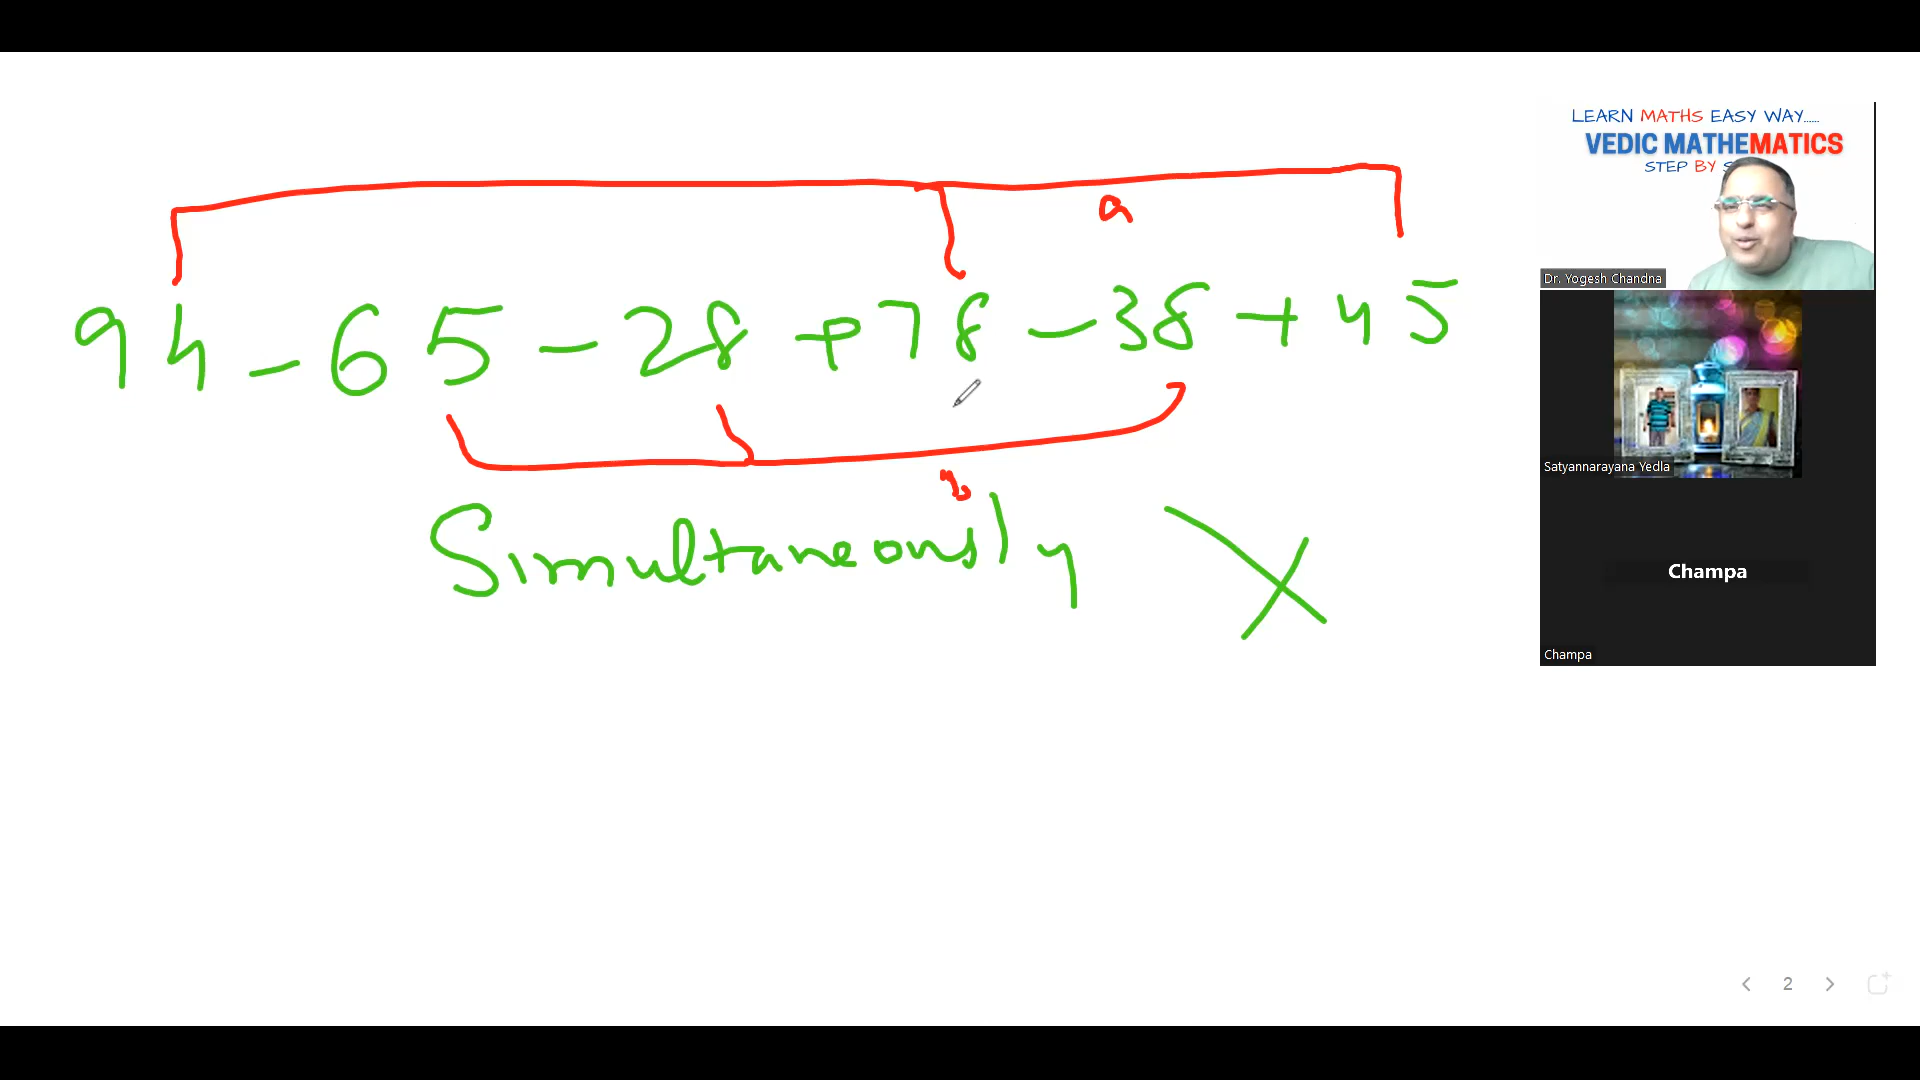 LEARN MATHS EASY WAY......
VEDIC MATHEMATICS
STEP BY
Dr. Yogesh Chandna
a
94 - 65 - 28 + 78 - 38 + 45
b
Simultaneously X
Satyannarayana Yedla
Champa
Champa
2